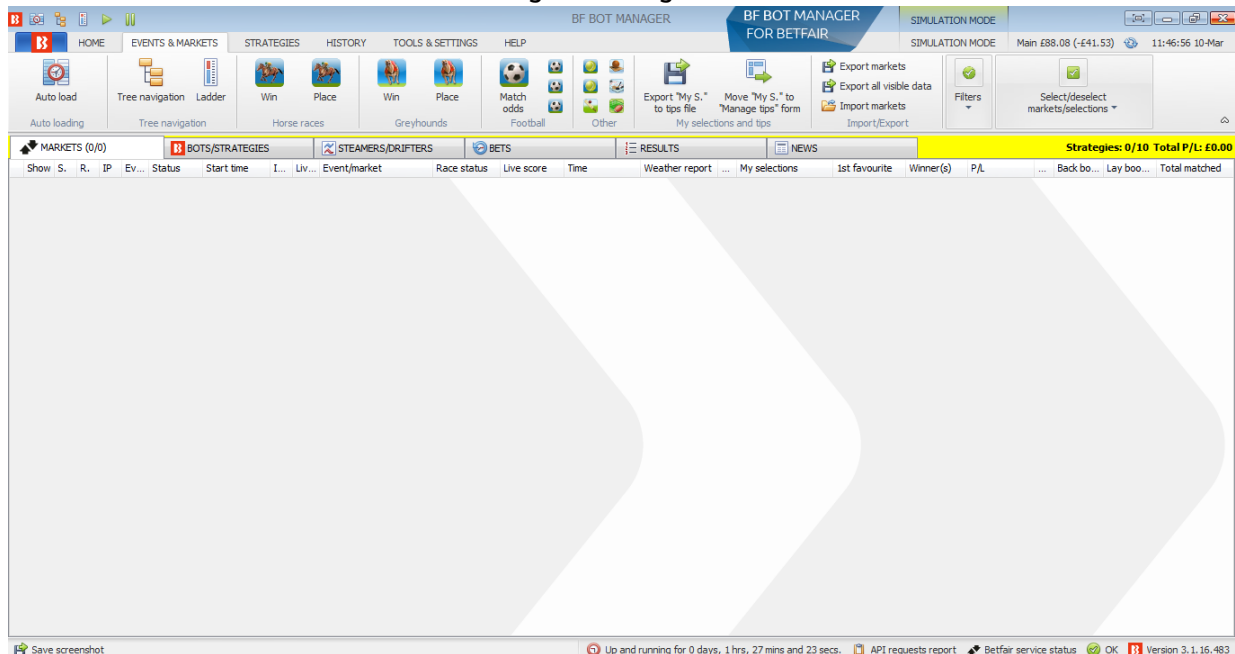 BF BOT MANAGER
BF BOT MANAGER
FOR BETFAIR
SIMULATION MODE
HOME EVENTS & MARKETS STRATEGIES HISTORY TOOLS & SETTINGS HELP
SIMULATION MODE Main £88.08 (-£41.53) 11:46:56 10-Mar
Auto load
Tree navigation Ladder
Win Place
Win Place
Match odds
Export "My S." to tips file
Move "My S." to "Manage tips" form
Export markets
Export all visible data
Import markets
Filters
Select/deselect markets/selections
Auto loading Tree navigation Horse races Greyhounds Football Other My selections and tips Import/Export
MARKETS (0/0) BOTS/STRATEGIES STEAMERS/DRIFTERS BETS RESULTS NEWS Strategies: 0/10 Total P/L: £0.00
Show S. R. IP Ev... Status Start time I... Liv... Event/market Race status Live score Time Weather report ... My selections 1st favourite Winner(s) P/L ... Back bo... Lay boo... Total matched
Save screenshot Up and running for 0 days, 1 hrs, 27 mins and 23 secs. API requests report Betfair service status OK Version 3.1.16.483